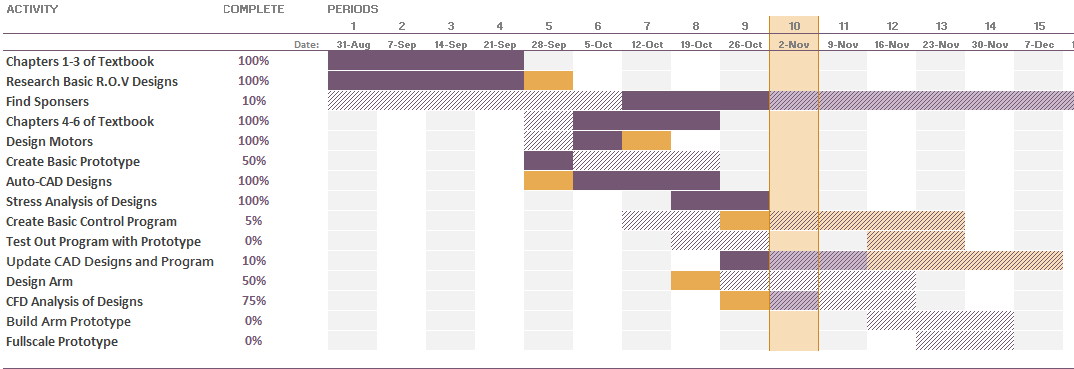 ACTIVITY COMPLETE PERIODS
1 2 3 4 5 6 7 8 9 10 11 12 13 14 15
Date: 31-Aug 7-Sep 14-Sep 21-Sep 28-Sep 5-Oct 12-Oct 19-Oct 26-Oct 2-Nov 9-Nov 16-Nov 23-Nov 30-Nov 7-Dec 1
Chapters 1-3 of Textbook 100%
Research Basic R.O.V Designs 100%
Find Sponsers 10%
Chapters 4-6 of Textbook 100%
Design Motors 100%
Create Basic Prototype 50%
Auto-CAD Designs 100%
Stress Analysis of Designs 100%
Create Basic Control Program 5%
Test Out Program with Prototype 0%
Update CAD Designs and Program 10%
Design Arm 50%
CFD Analysis of Designs 75%
Build Arm Prototype 0%
Fullscale Prototype 0%